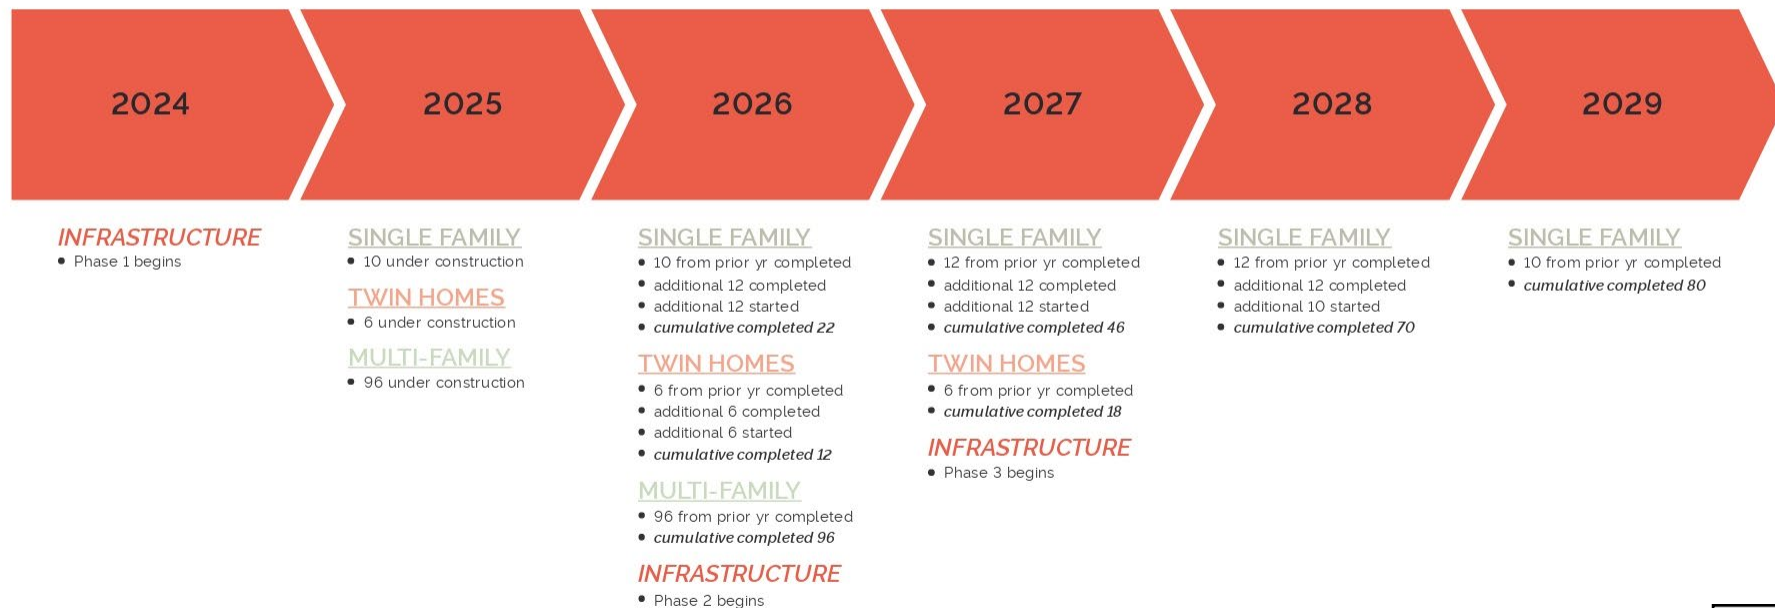 2024
2025
2026
2027
2028
2029
INFRASTRUCTURE
Phase 1 begins
SINGLE FAMILY
10 under construction
TWIN HOMES
6 under construction
MULTI-FAMILY
96 under construction
SINGLE FAMILY
10 from prior yr completed
additional 12 completed
additional 12 started
cumulative completed 22
TWIN HOMES
6 from prior yr completed
additional 6 completed
additional 6 started
cumulative completed 12
MULTI-FAMILY
96 from prior yr completed
cumulative completed 96
INFRASTRUCTURE
Phase 2 begins
SINGLE FAMILY
12 from prior yr completed
additional 12 completed
additional 12 started
cumulative completed 46
TWIN HOMES
6 from prior yr completed
cumulative completed 18
INFRASTRUCTURE
Phase 3 begins
SINGLE FAMILY
12 from prior yr completed
additional 12 completed
additional 10 started
cumulative completed 70
SINGLE FAMILY
10 from prior yr completed
cumulative completed 80